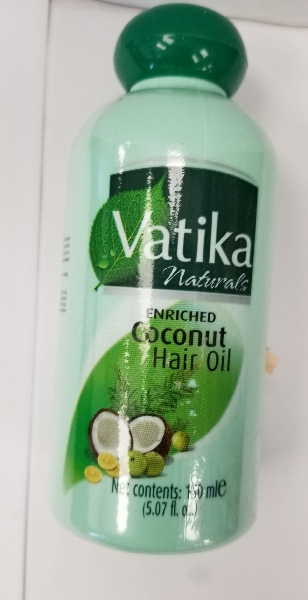 Vatika
Naturals
ENRICHED
Coconut
Hair Oil
Net contents: 150 ml e
(5.07 fl. oz)